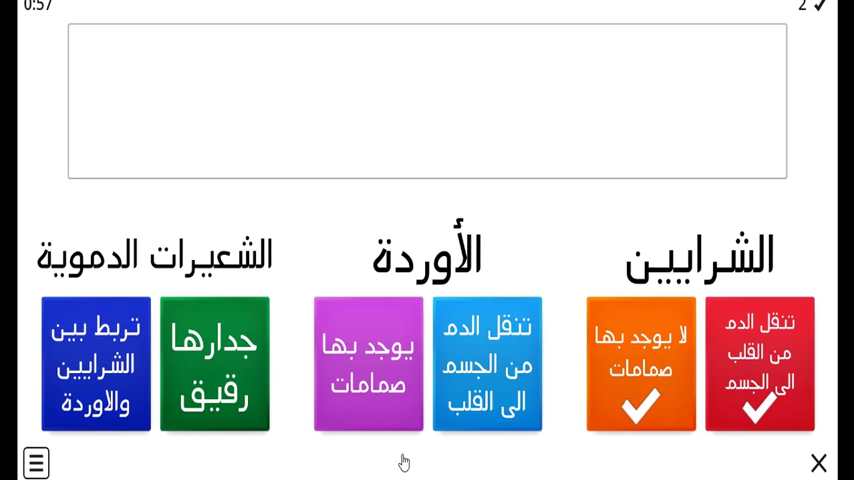 0:57
2 ✓
الشرايين
الأوردة
الشعيرات الدموية
تنقل الدم
من القلب
الى الجسم
لا يوجد بها
صمامات
تنقل الدم
من الجسم
الى القلب
يوجد بها
صمامات
جدارها
رقيق
تربط بين
الشرايين
والاوردة